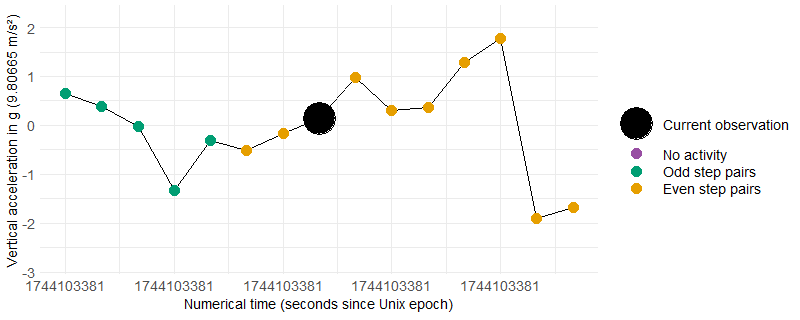 Vertical acceleration in g (9.80665 m/s²)
2
1
0
-1
-2
-3
1744103381 1744103381 1744103381 1744103381
Numerical time (seconds since Unix epoch)
Current observation
No activity
Odd step pairs
Even step pairs